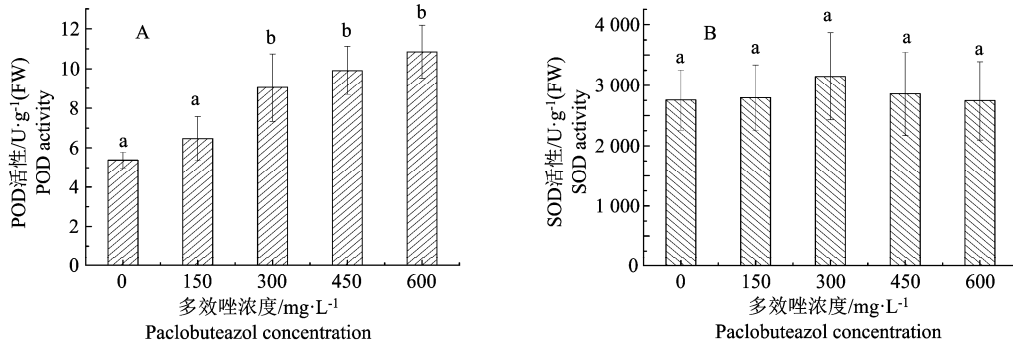 A
POD活性/U·g⁻¹(FW)
POD activity
12
10
8
6
4
2
0
a
a
b
b
b
0 150 300 450 600
多效唑浓度/mg·L⁻¹
Paclobuteazol concentration
B
SOD活性/U·g⁻¹(FW)
SOD activity
4 000
3 000
2 000
1 000
0
a
a
a
a
a
0 150 300 450 600
多效唑浓度/mg·L⁻¹
Paclobuteazol concentration